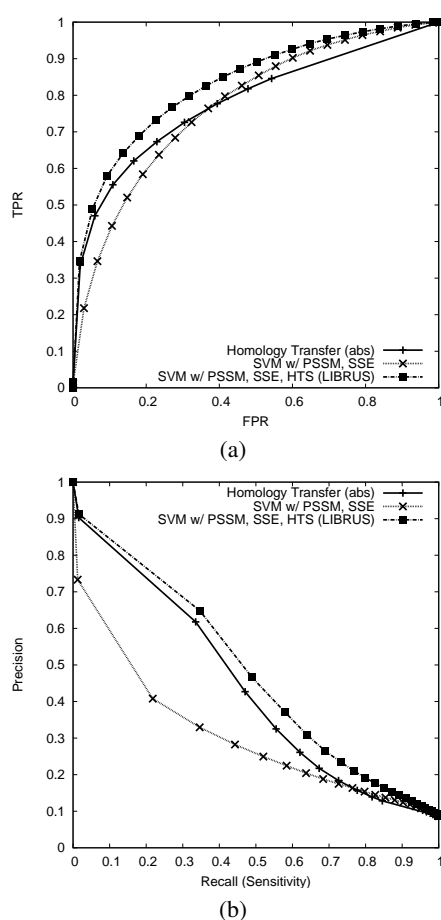 1
0.9
0.8
0.7
0.6
0.5
0.4
0.3
0.2
0.1
0
TPR
Homology Transfer (abs)
SVM w/ PSSM, SSE
SVM w/ PSSM, SSE, HTS (LIBRUS)
0 0.2 0.4 0.6 0.8 1
FPR
(a)
1
0.9
0.8
0.7
0.6
0.5
0.4
0.3
0.2
0.1
0
Precision
Homology Transfer (abs)
SVM w/ PSSM, SSE
SVM w/ PSSM, SSE, HTS (LIBRUS)
0 0.1 0.2 0.3 0.4 0.5 0.6 0.7 0.8 0.9 1
Recall (Sensitivity)
(b)